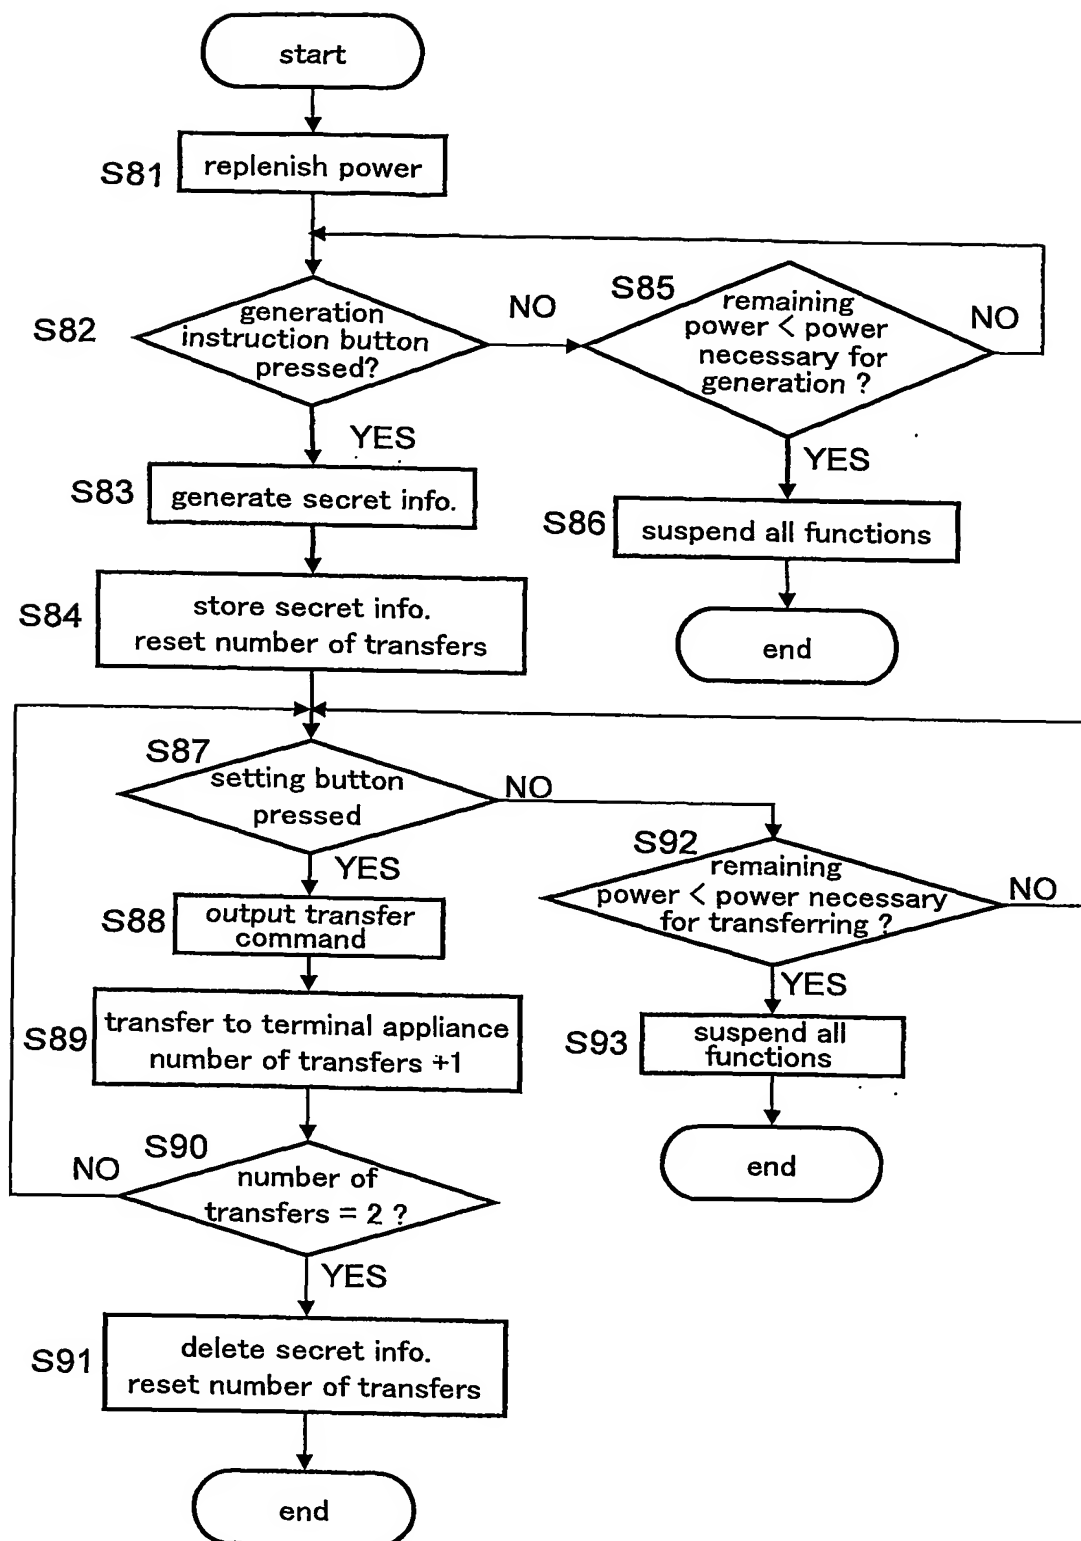 start
S81
replenish power
S82
generation
instruction button
pressed?
NO
S85
remaining
power < power
necessary for
generation ?
NO
YES
YES
S83
generate secret info.
S86
suspend all functions
S84
store secret info.
reset number of transfers
end
S87
setting button
pressed
NO
YES
S92
remaining
power < power necessary
for transferring ?
NO
S88
output transfer
command
YES
S89
transfer to terminal appliance
number of transfers +1
S93
suspend all
functions
S90
NO
number of
transfers = 2 ?
end
YES
S91
delete secret info.
reset number of transfers
end